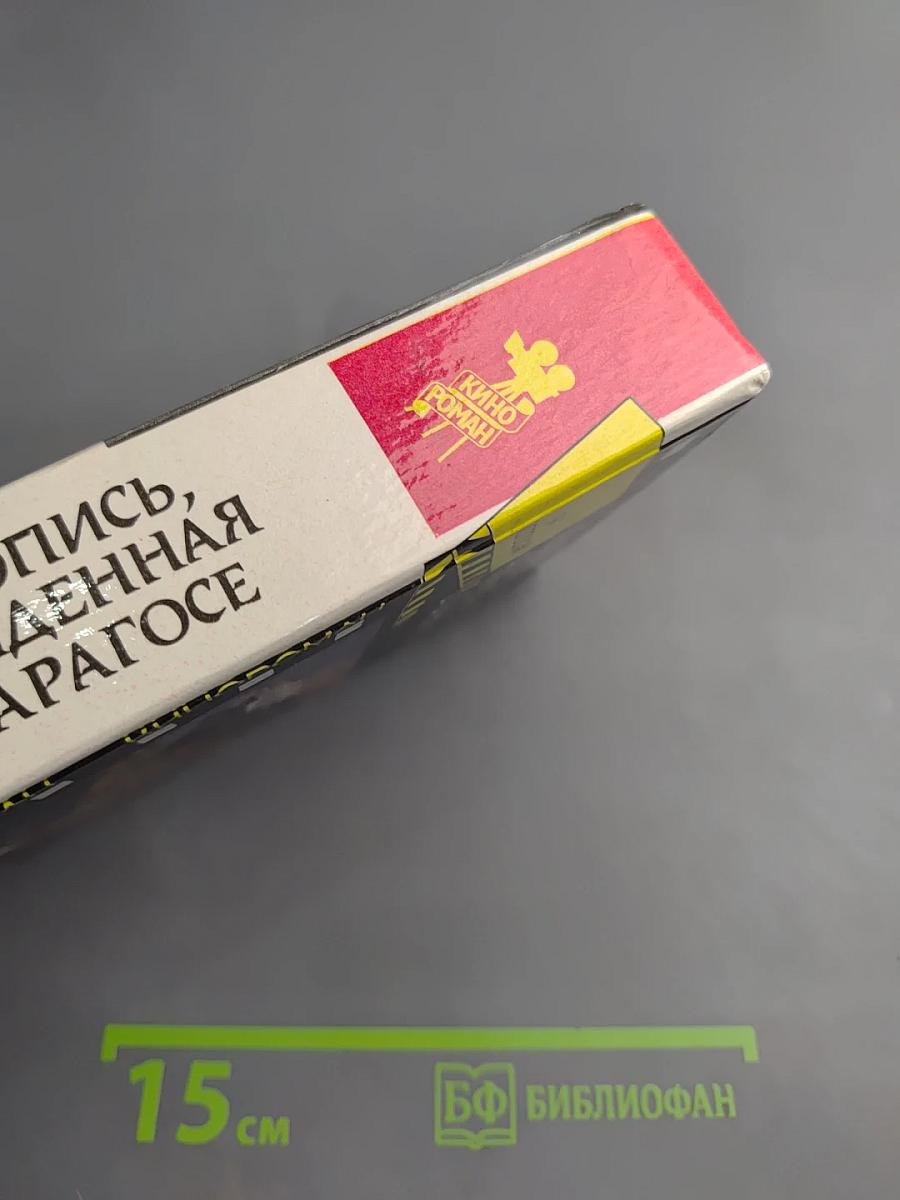 ОПИСЬ,
ДЕННАЯ
АРАГОСЕ
КИНО
РОМАН
15 см
БФ БИБЛИОФАН